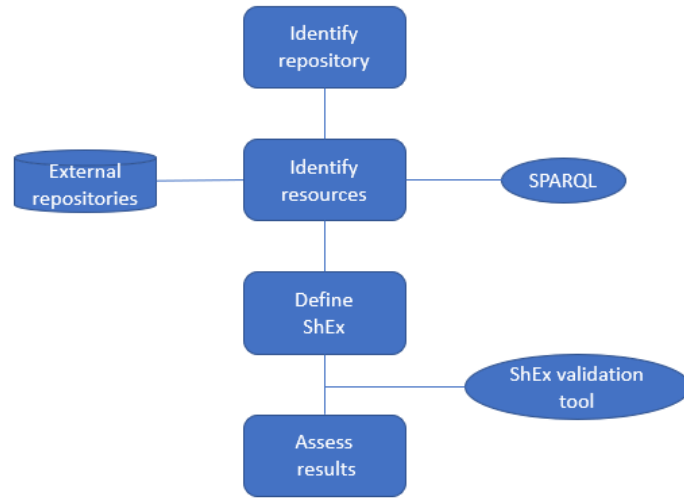 Identify
repository
External
repositories
Identify
resources
SPARQL
Define
ShEx
ShEx validation
tool
Assess
results